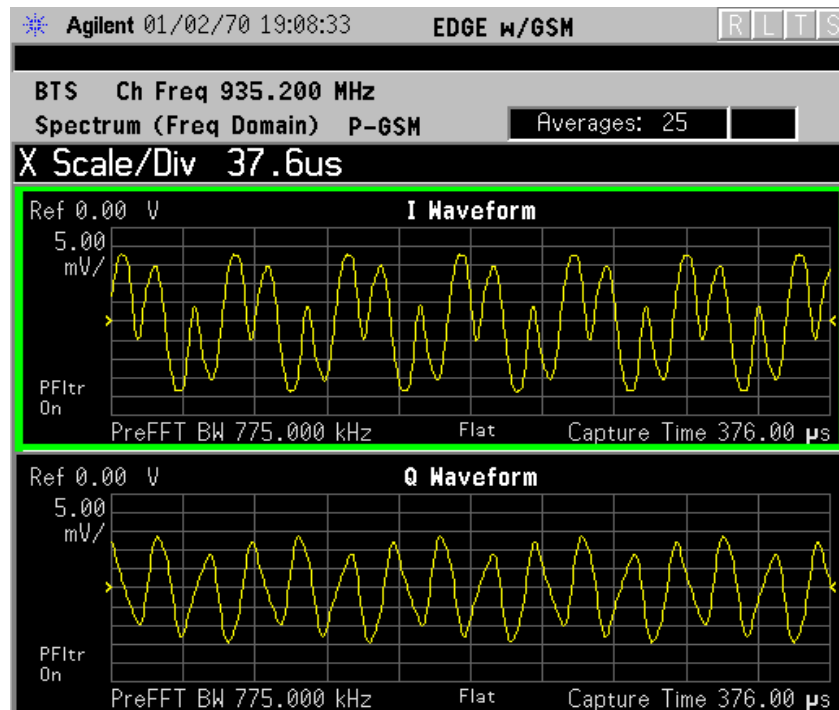 Agilent 01/02/70 19:08:33 EDGE w/GSM R L T S
BTS Ch Freq 935.200 MHz
Spectrum (Freq Domain) P-GSM Averages: 25
X Scale/Div 37.6us
Ref 0.00 V I Waveform
5.00
mV/
PFltr
On
PreFFT BW 775.000 kHz Flat Capture Time 376.00 µs
Ref 0.00 V Q Waveform
5.00
mV/
PFltr
On
PreFFT BW 775.000 kHz Flat Capture Time 376.00 µs